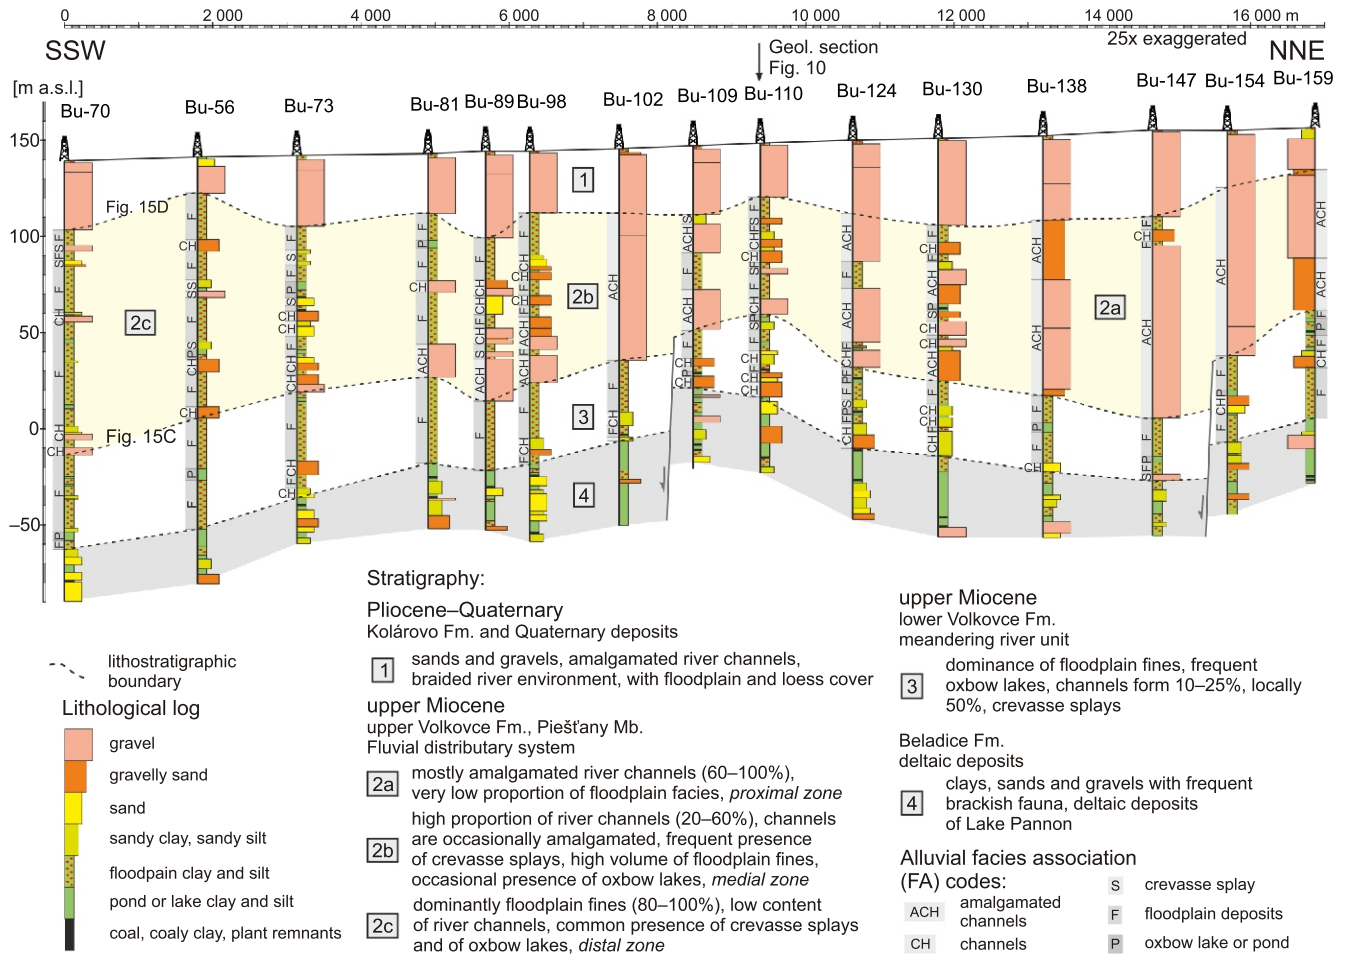 0 2 000 4 000 6 000 8 000 10 000 12 000 14 000 16 000 m
SSW
25x exaggerated
NNE
Geol. section
Fig. 10
[m a.s.l.]
Bu-70 Bu-56 Bu-73 Bu-81 Bu-89 Bu-98 Bu-102 Bu-109 Bu-110 Bu-124 Bu-130 Bu-138 Bu-147 Bu-154 Bu-159
150
100
50
0
–50
Fig. 15D
Fig. 15C
1
2c
2b
2a
3
4
lithostratigraphic
boundary
Lithological log
gravel
gravelly sand
sand
sandy clay, sandy silt
floodpain clay and silt
pond or lake clay and silt
coal, coaly clay, plant remnants
Stratigraphy:
Pliocene–Quaternary
Kolárovo Fm. and Quaternary deposits
1 sands and gravels, amalgamated river channels,
braided river environment, with floodplain and loess cover
upper Miocene
upper Volkovce Fm., Piešťany Mb.
Fluvial distributary system
2a mostly amalgamated river channels (60–100%),
very low proportion of floodplain facies, proximal zone
2b high proportion of river channels (20–60%), channels
are occasionally amalgamated, frequent presence
of crevasse splays, high volume of floodplain fines,
occasional presence of oxbow lakes, medial zone
2c dominantly floodplain fines (80–100%), low content
of river channels, common presence of crevasse splays
and of oxbow lakes, distal zone
upper Miocene
lower Volkovce Fm.
meandering river unit
3 dominance of floodplain fines, frequent
oxbow lakes, channels form 10–25%, locally
50%, crevasse splays
Beladice Fm.
deltaic deposits
4 clays, sands and gravels with frequent
brackish fauna, deltaic deposits
of Lake Pannon
Alluvial facies association
(FA) codes:
ACH amalgamated
channels
CH channels
S crevasse splay
F floodplain deposits
P oxbow lake or pond